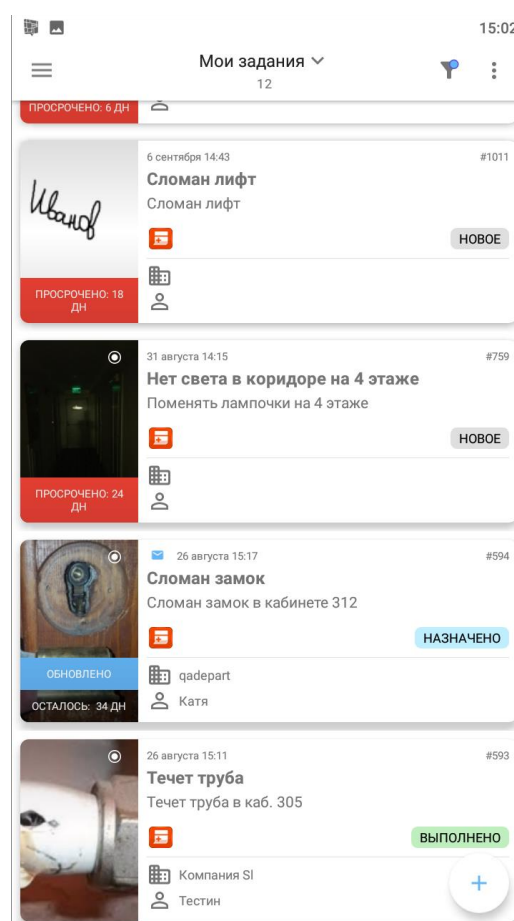 15:02
Мои задания
12
ПРОСРОЧЕНО: 6 ДН
6 сентября 14:43 #1011
Сломан лифт
Сломан лифт
Иванов
НОВОЕ
ПРОСРОЧЕНО: 18
ДН
31 августа 14:15 #759
Нет света в коридоре на 4 этаже
Поменять лампочки на 4 этаже
НОВОЕ
ПРОСРОЧЕНО: 24
ДН
26 августа 15:17 #594
Сломан замок
Сломан замок в кабинете 312
НАЗНАЧЕНО
ОБНОВЛЕНО
qadepart
ОСТАЛОСЬ: 34 ДН
Катя
26 августа 15:11 #593
Течет труба
Течет труба в каб. 305
ВЫПОЛНЕНО
Компания SI
Тестин